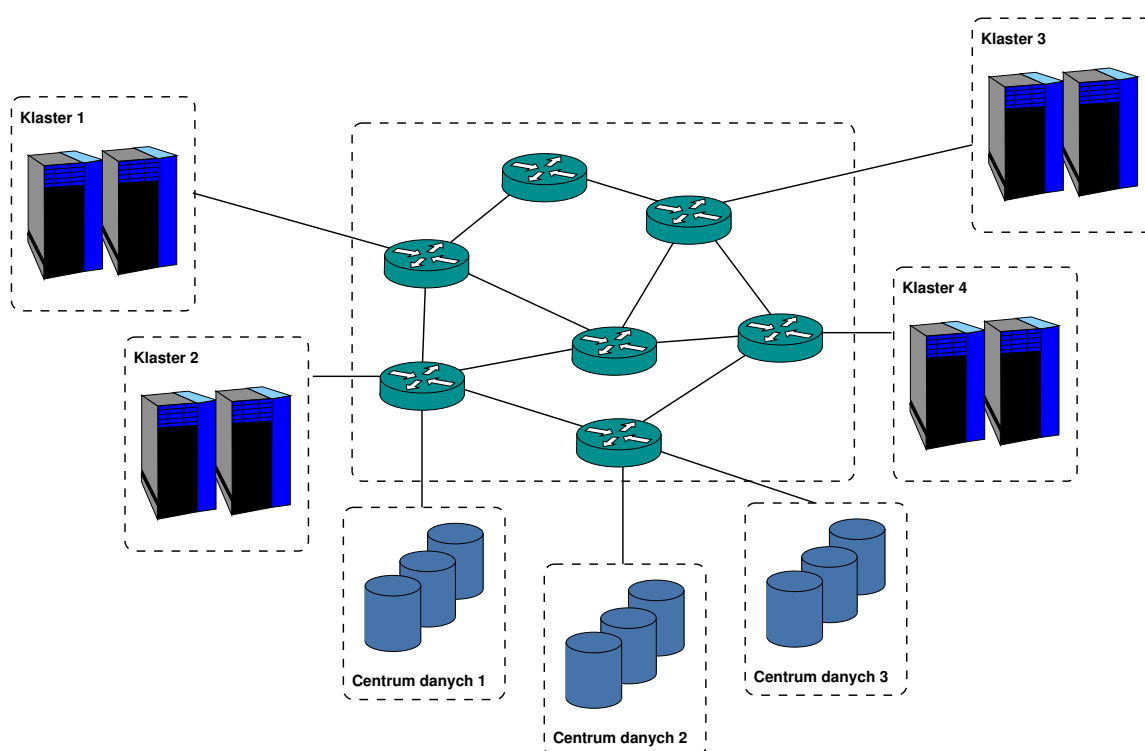 Klaster 3
Klaster 1
Klaster 4
Klaster 2
Centrum danych 1
Centrum danych 3
Centrum danych 2